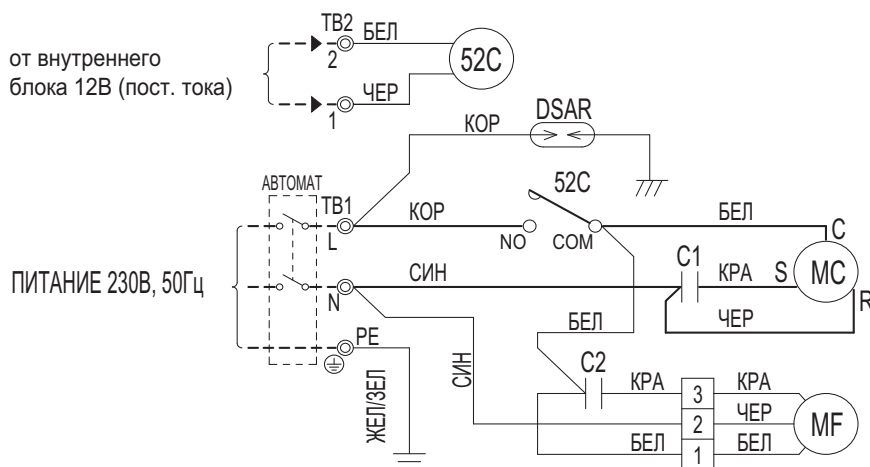 TB2
БЕЛ
2
52C
от внутреннего
блока 12В (пост. тока)
ЧЕР
1
КОР
DSAR
АВТОМАТ
TB1
L
КОР
52C
NO
COM
БЕЛ
C
ПИТАНИЕ 230В, 50Гц
N
СИН
C1
КРА
S
MC
R
ЧЕР
PE
БЕЛ
ЖЕЛ/ЗЕЛ
СИН
C2
КРА
3
КРА
2
ЧЕР
MF
БЕЛ
1
БЕЛ